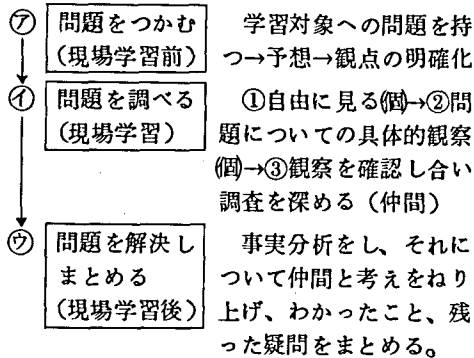 ㋐ 問題をつかむ 学習対象への問題を持
(現場学習前) つ→予想→観点の明確化
㋑ 問題を調べる ①自由に見る(個)→②問
(現場学習) 題についての具体的観察
(個)→③観察を確認し合い
調査を深める(仲間)
㋒ 問題を解決し 事実分析をし、それに
まとめる ついて仲間と考えをねり
(現場学習後) 上げ、わかったこと、残
った疑問をまとめる。